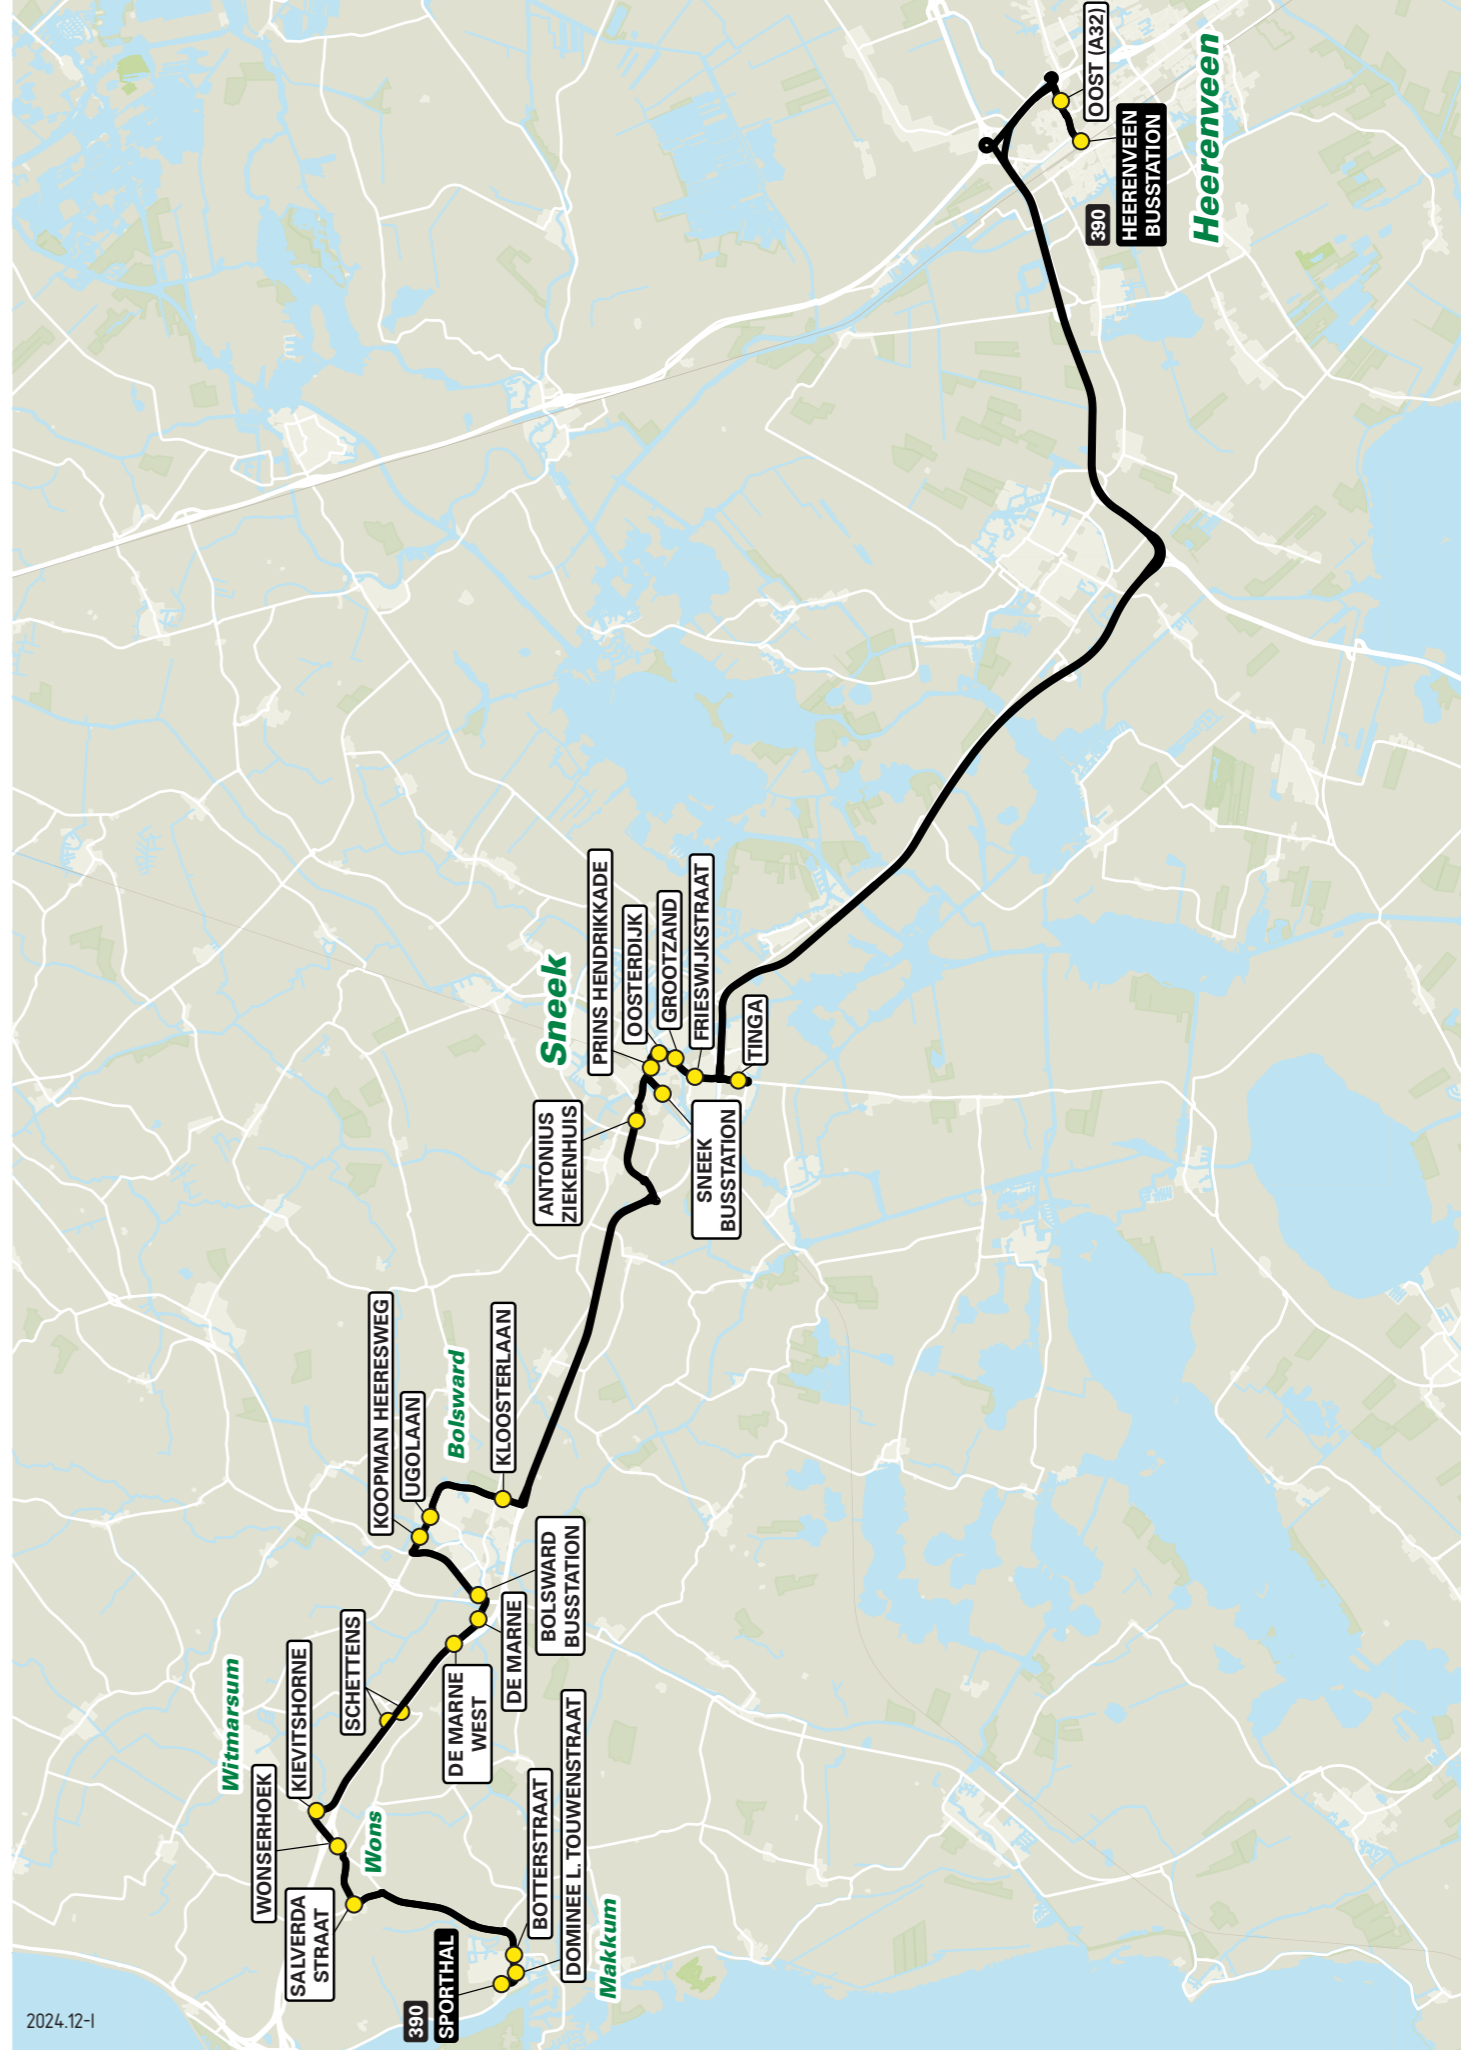 390
SPORTHAL
DOMINEE L. TOUWENSTRAAT
BOTTERSTRAAT
Makkum
SALVERDA
STRAAT
Wons
WONSERHOEK
KIEVITSHORNE
Witmarsum
SCHETTENS
DE MARNE
WEST
DE MARNE
BOLSWARD
BUSSTATION
KOOPMAN HEERESWEG
UGOLAAN
Bolsward
KLOOSTERLAAN
ANTONIUS
ZIEKENHUIS
SNEEK
BUSSTATION
Sneek
PRINS HENDRIKKADE
OOSTERDIJK
GROOTZAND
FRIESWIJKSTRAAT
TINGA
OOST (A32)
390
HEERENVEEN
BUSSTATION
Heerenveen
2024.12-I